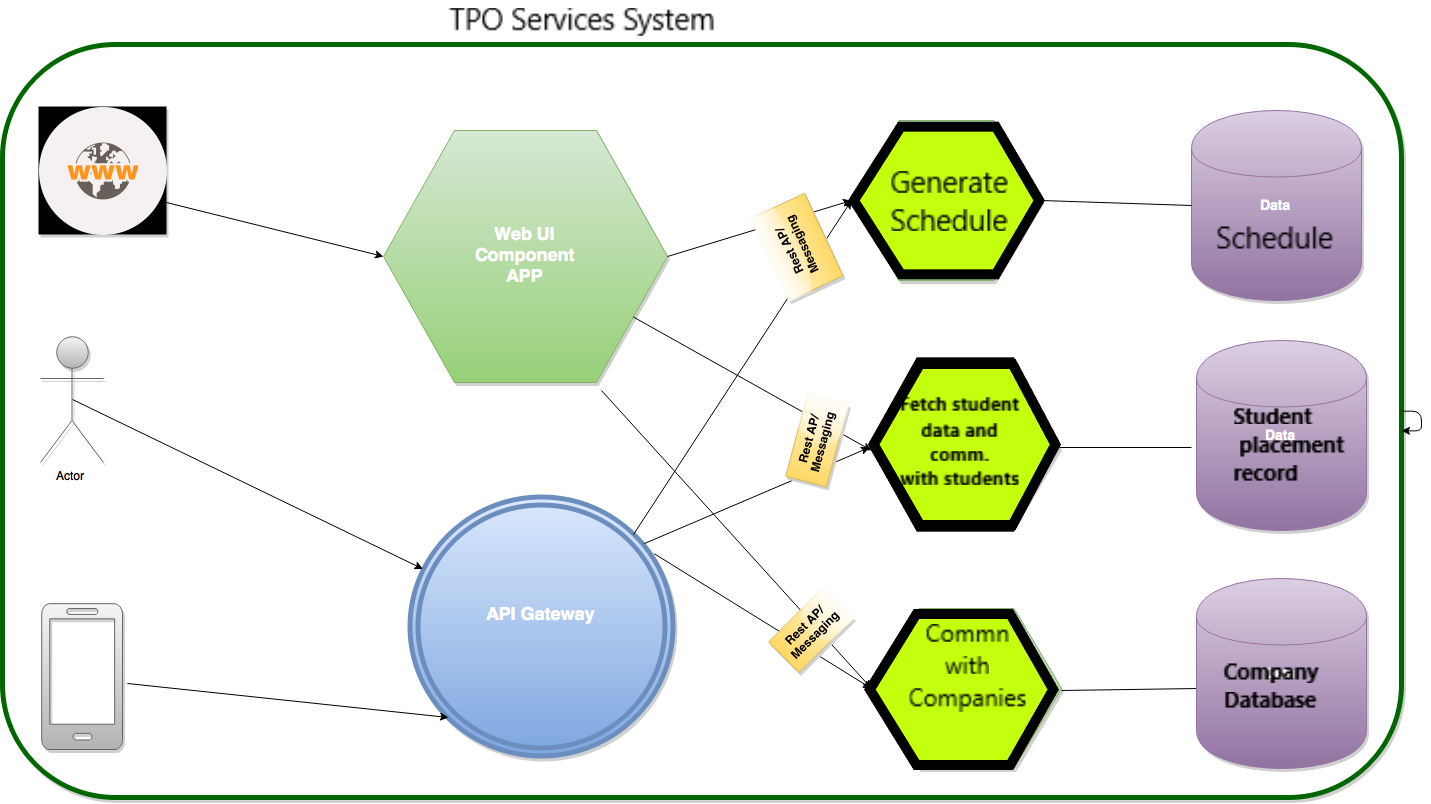 TPO Services System
WWW
Web UI
Component
APP
Rest AP/
Messaging
Generate
Schedule
Data
Schedule
Actor
Rest AP/
Messaging
Fetch student
data and
comm.
with students
Data
Student
placement
record
API Gateway
Rest AP/
Messaging
Commn
with
Companies
Company
Database